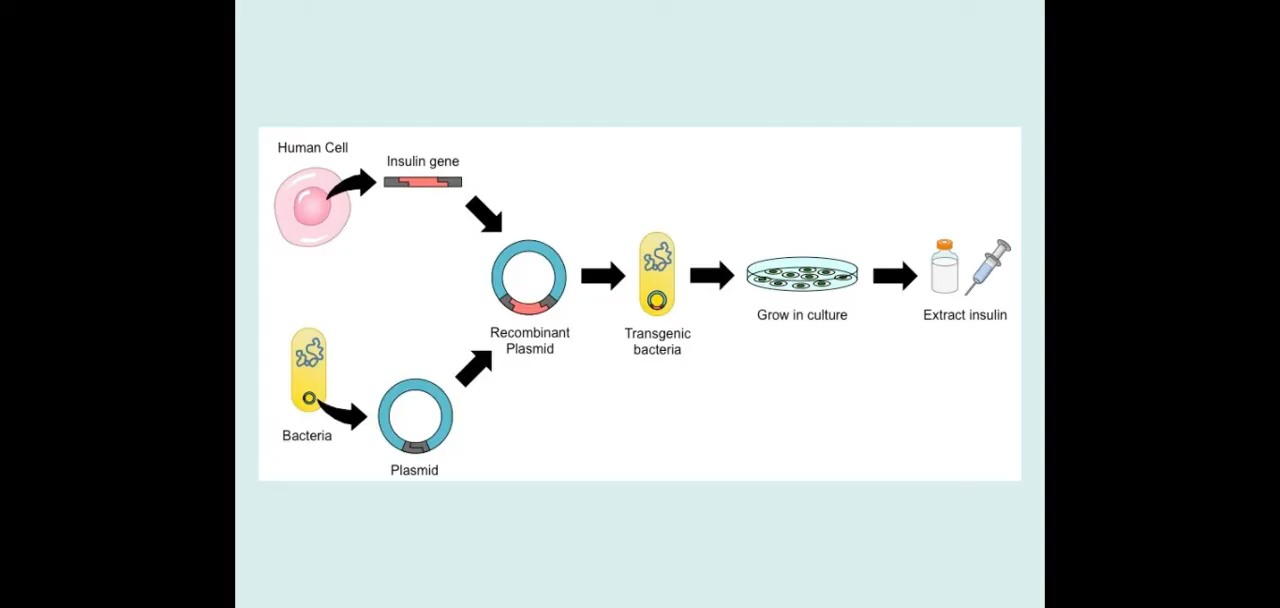 Human Cell
Insulin gene
Recombinant
Plasmid
Transgenic
bacteria
Grow in culture
Extract insulin
Bacteria
Plasmid